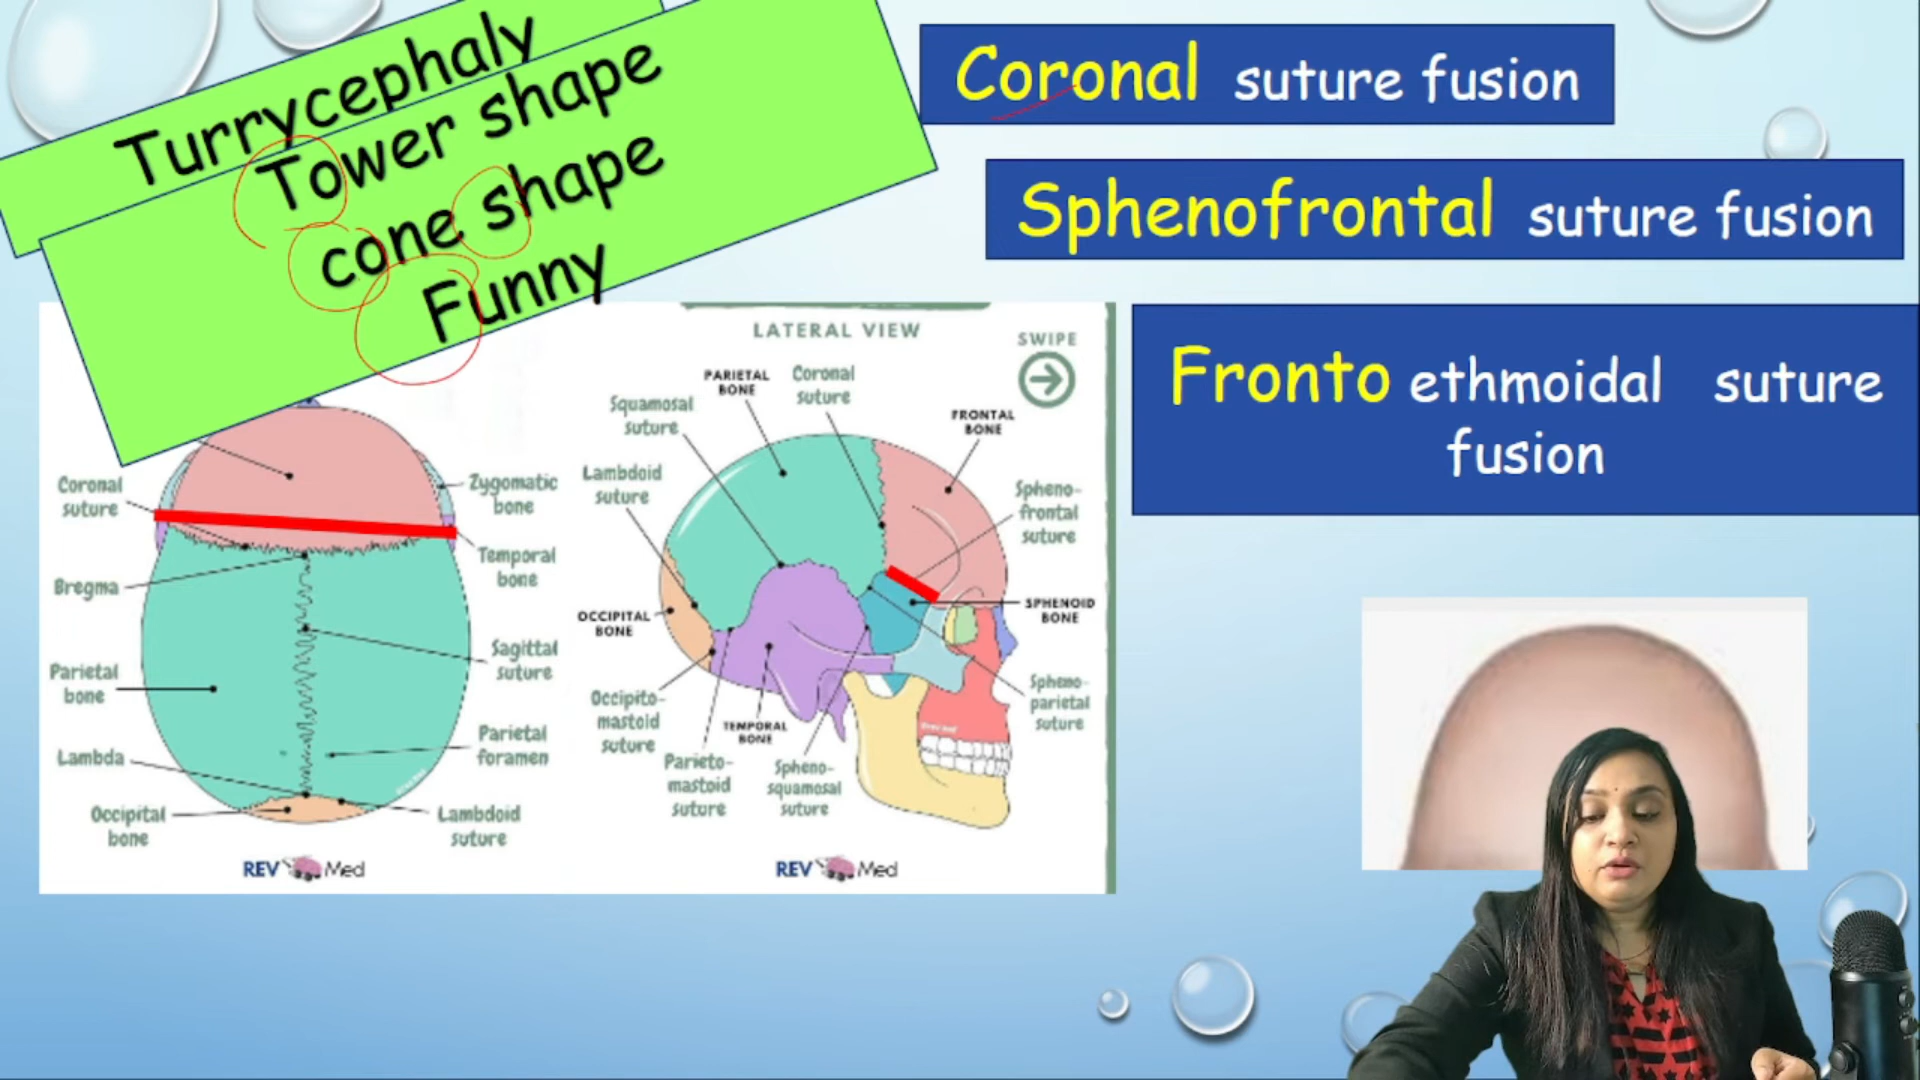 Turrycephaly
Tower shape
cone shape
Funny
Coronal suture fusion
Sphenofrontal suture fusion
Fronto ethmoidal suture
fusion
Coronal
suture
Bregma
Parietal
bone
Lambda
Occipital
bone
Zygomatic
bone
Temporal
bone
Sagittal
suture
Parietal
foramen
Lambdoid
suture
REV Med
LATERAL VIEW
SWIPE
PARIETAL
BONE
Coronal
suture
Squamosal
suture
FRONTAL
BONE
Lambdoid
suture
Spheno-
frontal
suture
OCCIPITAL
BONE
SPHENOID
BONE
Occipito-
mastoid
suture
TEMPORAL
BONE
Spheno-
parietal
suture
Parieto-
mastoid
suture
Spheno-
squamosal
suture
REV Med